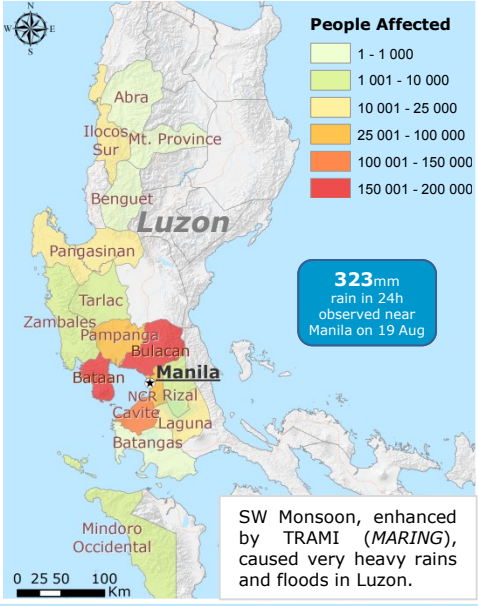 N
W
E
S
People Affected
1 - 1 000
1 001 - 10 000
10 001 - 25 000
25 001 - 100 000
100 001 - 150 000
150 001 - 200 000
Abra
Ilocos
Sur
Mt. Province
Benguet
Luzon
Pangasinan
323mm
rain in 24h
observed near
Manila on 19 Aug
Tarlac
Zambales
Pampanga
Bulacan
Bataan
Manila
NCR
Rizal
Cavite
Laguna
Batangas
Mindoro
Occidental
SW Monsoon, enhanced
by TRAMI (MARING),
caused very heavy rains
and floods in Luzon.
0 25 50 100
Km